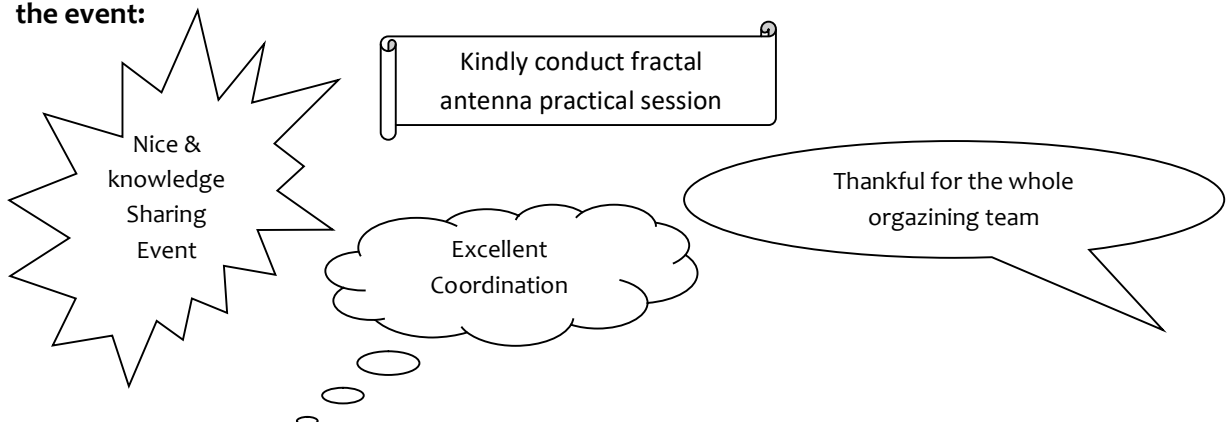 the event:
Kindly conduct fractal
antenna practical session
Nice &
knowledge
Sharing
Event
Thankful for the whole
orgazining team
Excellent
Coordination